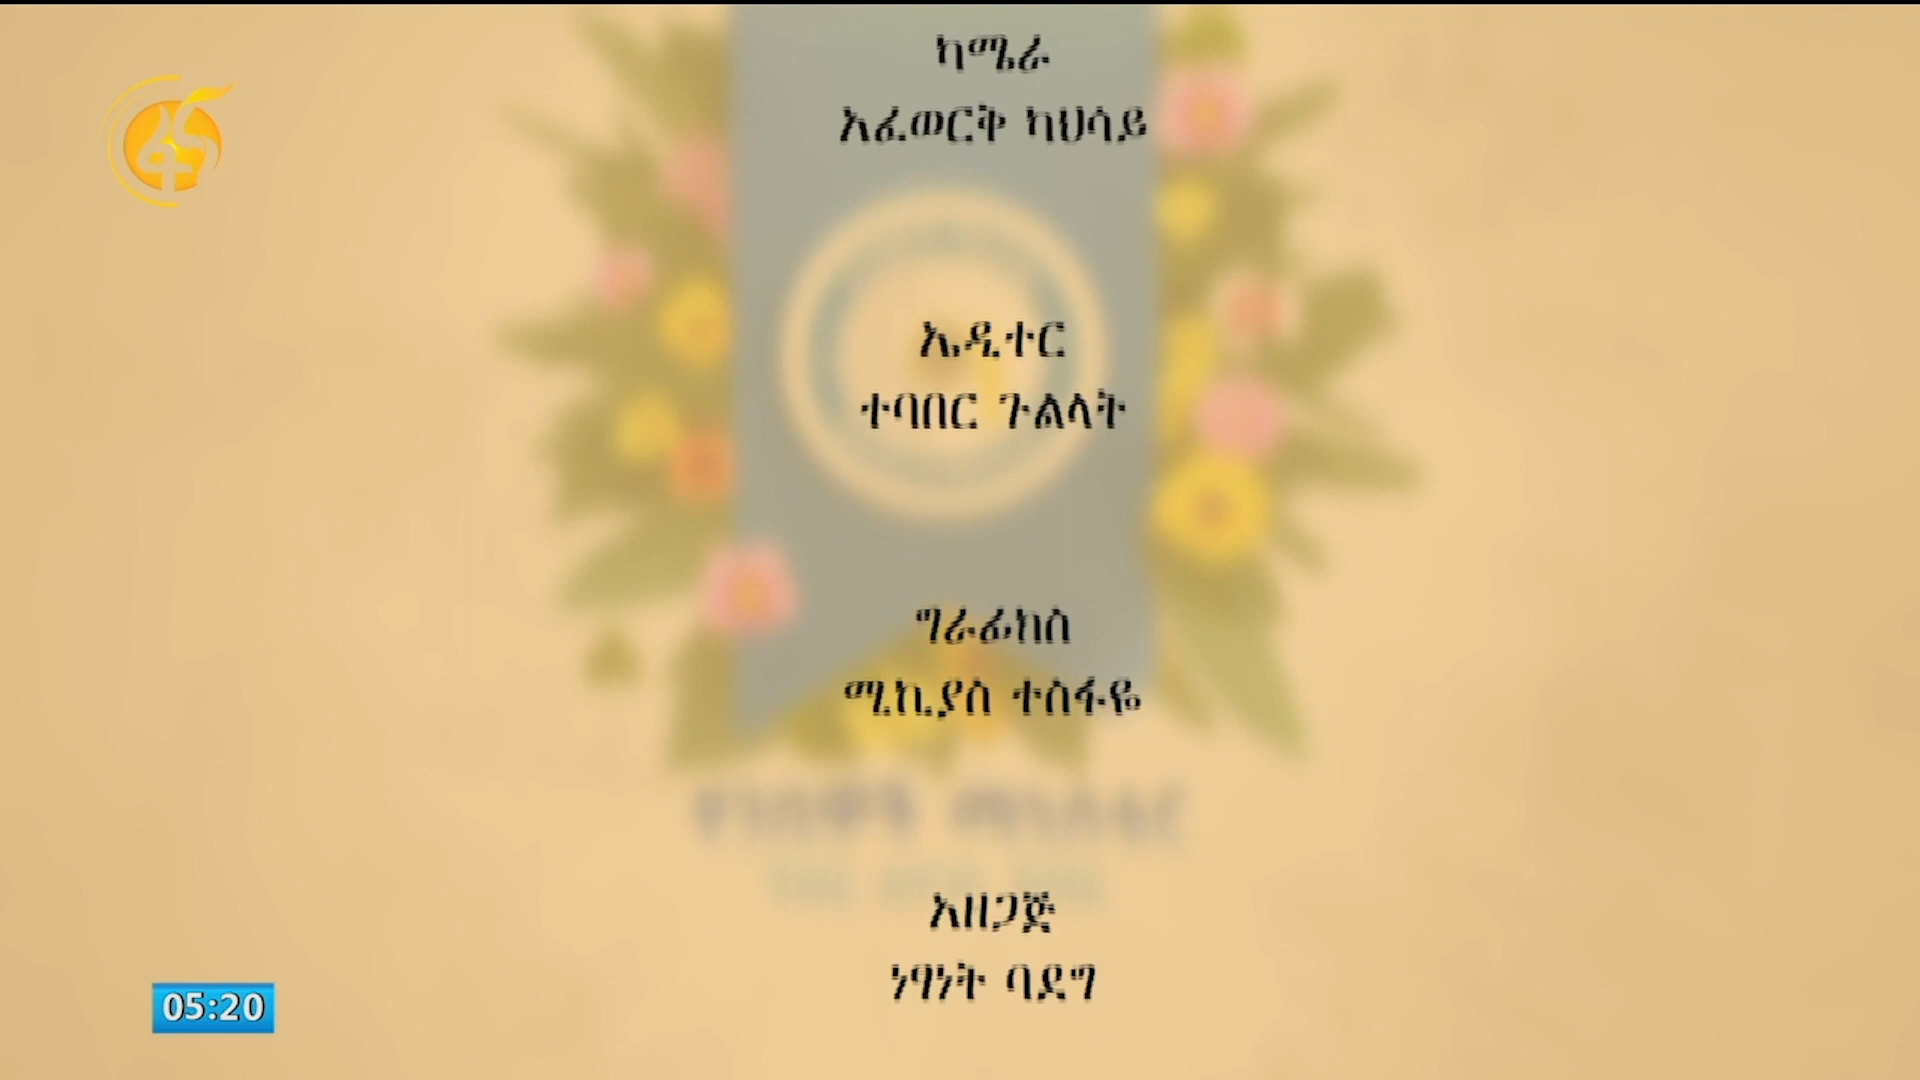 ካሜራ
አፈወርቅ ካህሳይ
ኤዲተር
ተባበር ጉልላት
ግራፊክስ
ሚኪያስ ተስፋዬ
አዘጋጅ
ነፃነት ባደግ
05:20